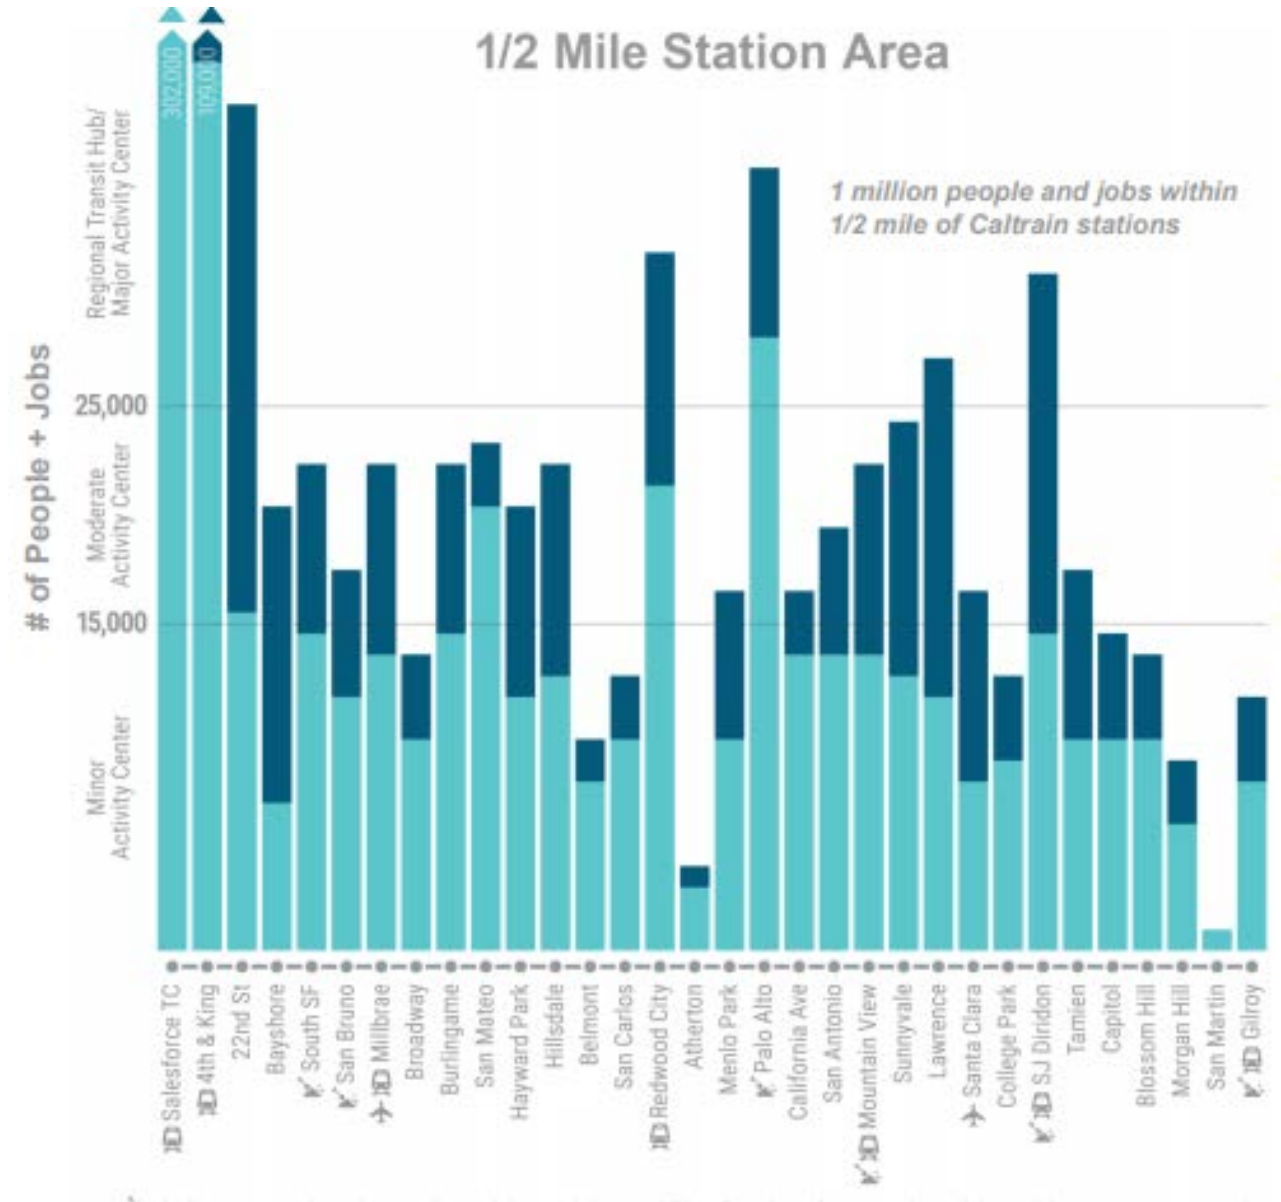 1/2 Mile Station Area
302,000
109,000
1 million people and jobs within
1/2 mile of Caltrain stations
# of People + Jobs
Regional Transit Hub/
Major Activity Center
25,000
Moderate
Activity Center
15,000
Minor
Activity Center
Salesforce TC
4th & King
22nd St
Bayshore
South SF
San Bruno
Millbrae
Broadway
Burlingame
San Mateo
Hayward Park
Hillsdale
Belmont
San Carlos
Redwood City
Atherton
Menlo Park
Palo Alto
California Ave
San Antonio
Mountain View
Sunnyvale
Lawrence
Santa Clara
College Park
SJ Diridon
Tamien
Capitol
Blossom Hill
Morgan Hill
San Martin
Gilroy